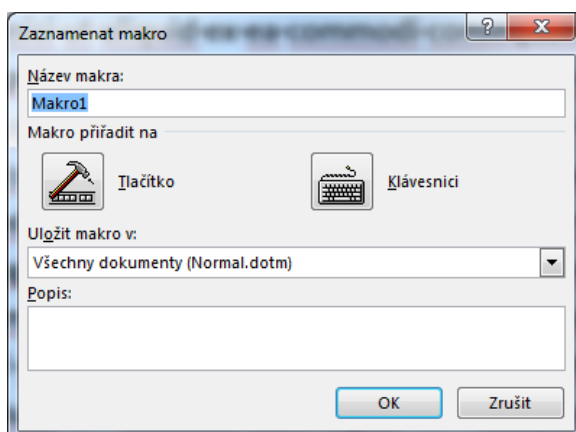 Zaznamenat makro
Název makra:
Makro1
Makro přiřadit na
Tlačítko
Klávesnici
Uložit makro v:
Všechny dokumenty (Normal.dotm)
Popis:
OK
Zrušit